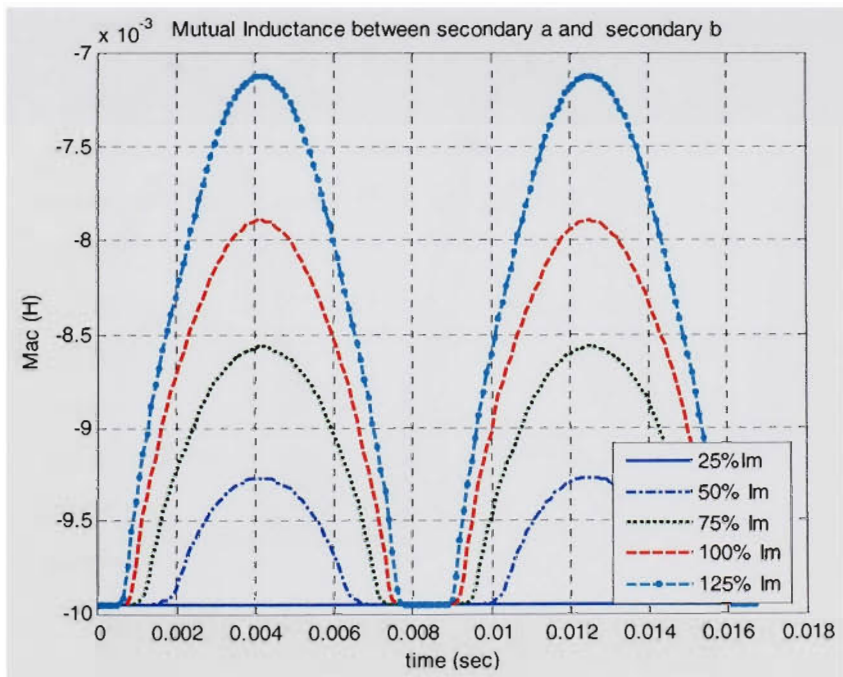 x 10⁻³
Mutual Inductance between secondary a and secondary b
-7
-7.5
-8
-8.5
-9
-9.5
-10
Mac (H)
0 0.002 0.004 0.006 0.008 0.010 0.012 0.014 0.016 0.018
time (sec)
25%Im
50% Im
75% Im
100% Im
125% Im